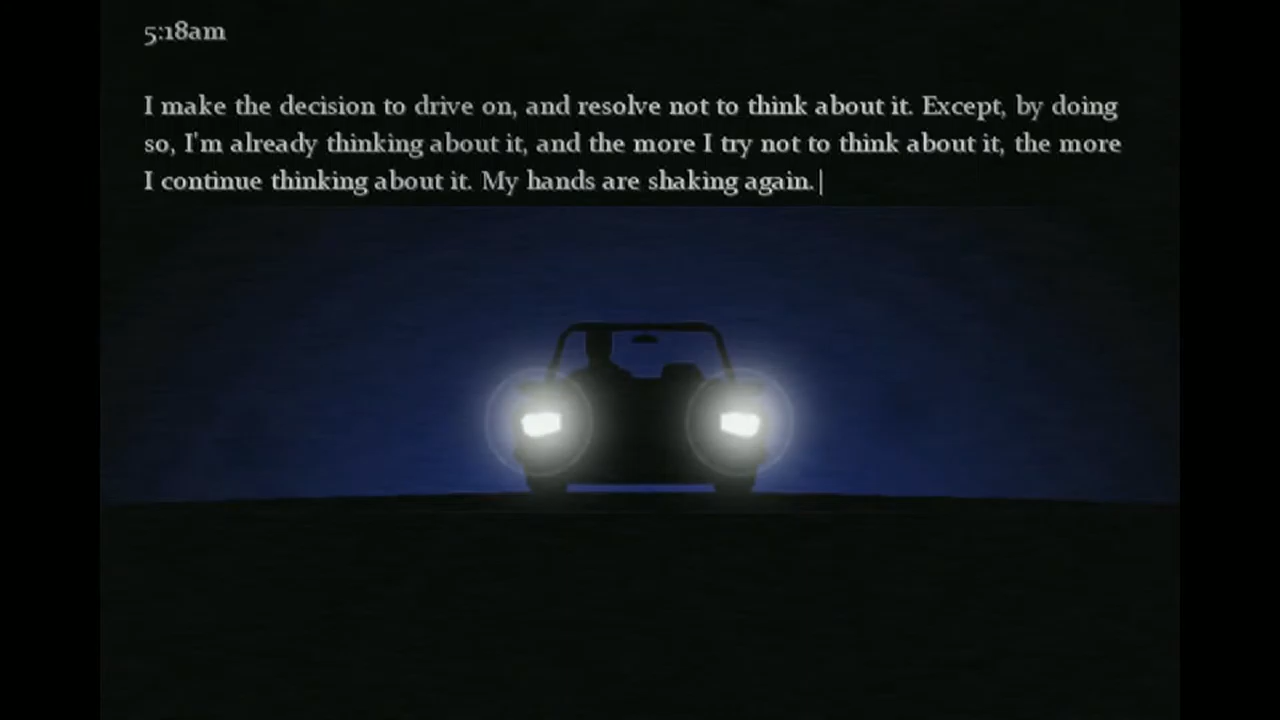 5:18am
I make the decision to drive on, and resolve not to think about it. Except, by doing
so, I'm already thinking about it, and the more I try not to think about it, the more
I continue thinking about it. My hands are shaking again.